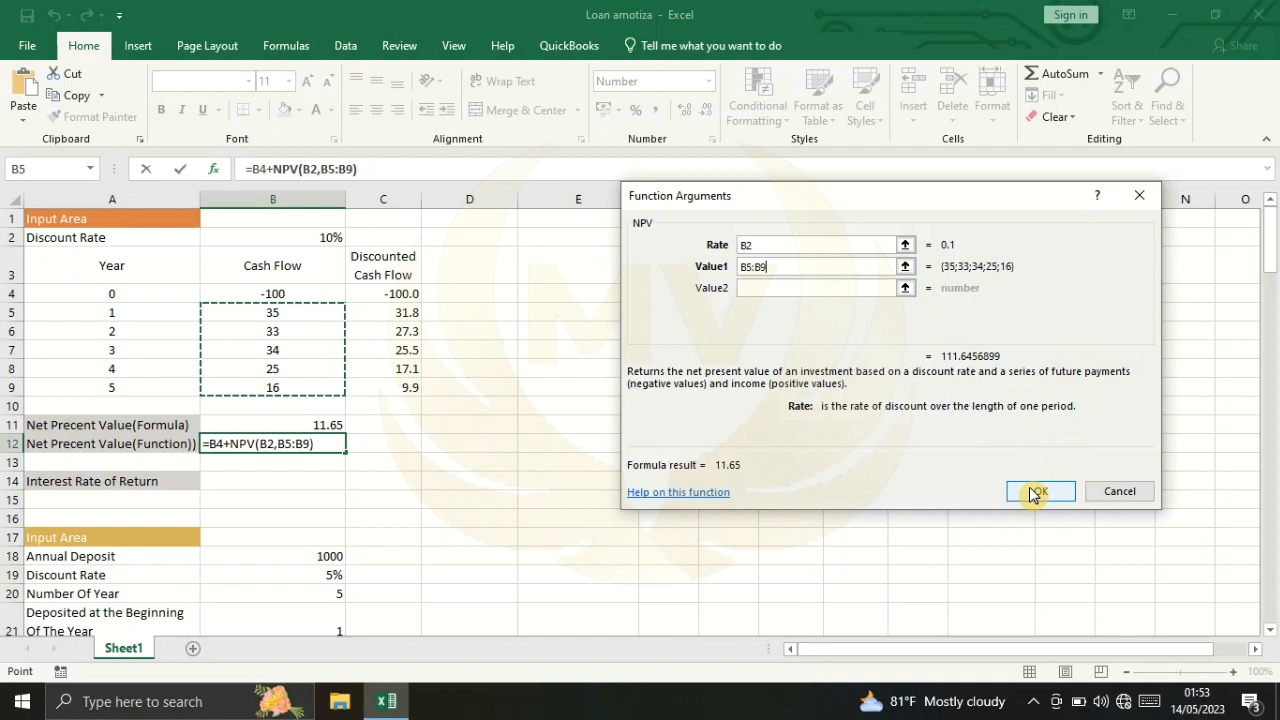 Loan amotiza - Excel
Sign in
File Home Insert Page Layout Formulas Data Review View Help QuickBooks Tell me what you want to do Share
Paste Cut Copy Format Painter
11
Wrap Text
Merge & Center
Number
Conditional Formatting Format as Table Cell Styles
Insert Delete Format
AutoSum Fill Clear
Sort & Filter Find & Select
Clipboard Font Alignment Number Styles Cells Editing
B5 =B4+NPV(B2,B5:B9)
A B C D E N O
1 Input Area
2 Discount Rate 10%
3 Year Cash Flow Discounted Cash Flow
4 0 -100 -100.0
5 1 35 31.8
6 2 33 27.3
7 3 34 25.5
8 4 25 17.1
9 5 16 9.9
10
11 Net Precent Value(Formula) 11.65
12 Net Precent Value(Function)) =B4+NPV(B2,B5:B9)
13
14 Interest Rate of Return
15
16
17 Input Area
18 Annual Deposit 1000
19 Discount Rate 5%
20 Number Of Year 5
Deposited at the Beginning
21 Of The Year 1
Function Arguments ?
NPV
Rate B2 = 0.1
Value1 B5:B9 = {35;33;34;25;16}
Value2 = number
= 111.6456899
Returns the net present value of an investment based on a discount rate and a series of future payments
(negative values) and income (positive values).
Rate: is the rate of discount over the length of one period.
Formula result = 11.65
Help on this function OK Cancel
MV
Sheet1
Point 100%
Type here to search
81°F Mostly cloudy
01:53
14/05/2023
3